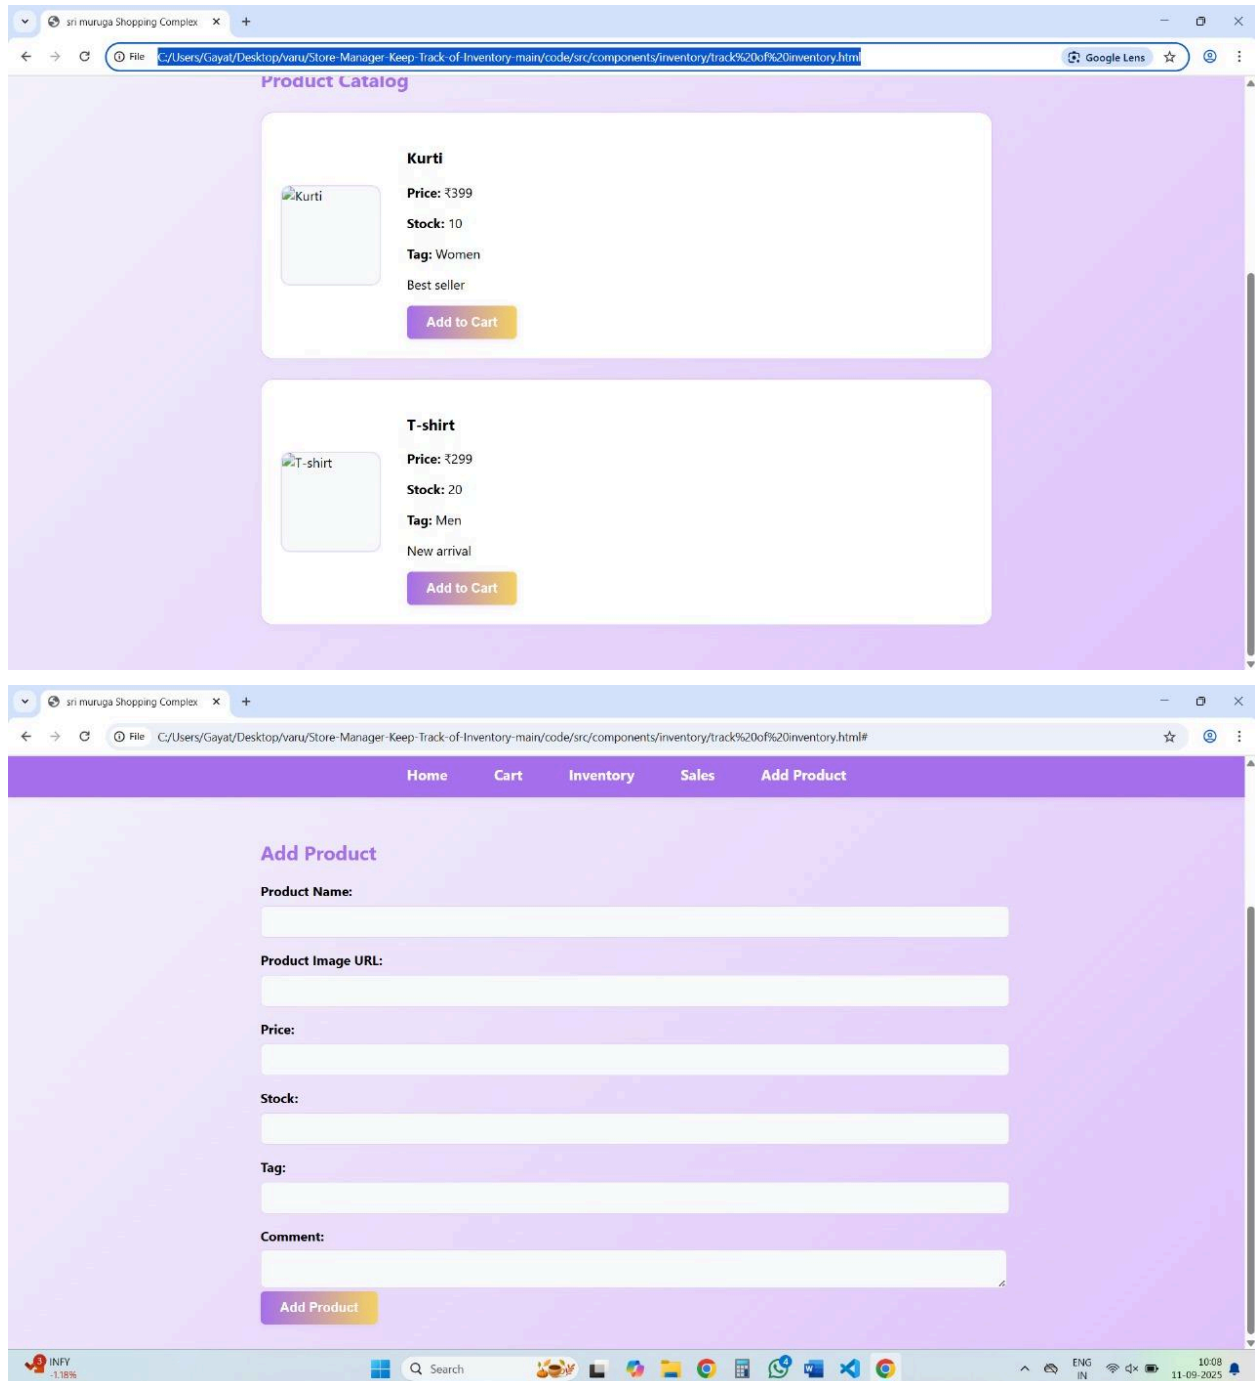 sri muruga Shopping Complex
File C:/Users/Gayat/Desktop/varu/Store-Manager-Keep-Track-of-Inventory-main/code/src/components/inventory/track%20of%20inventory.html Google Lens
Product Catalog
Kurti
Kurti
Price: ₹399
Stock: 10
Tag: Women
Best seller
Add to Cart
T-shirt
T-shirt
Price: ₹299
Stock: 20
Tag: Men
New arrival
Add to Cart
sri muruga Shopping Complex
File C:/Users/Gayat/Desktop/varu/Store-Manager-Keep-Track-of-Inventory-main/code/src/components/inventory/track%20of%20inventory.html#
Home Cart Inventory Sales Add Product
Add Product
Product Name:
Product Image URL:
Price:
Stock:
Tag:
Comment:
Add Product
3 INFY
-1.18%
Search
4
ENG
IN
10:08
11-09-2025